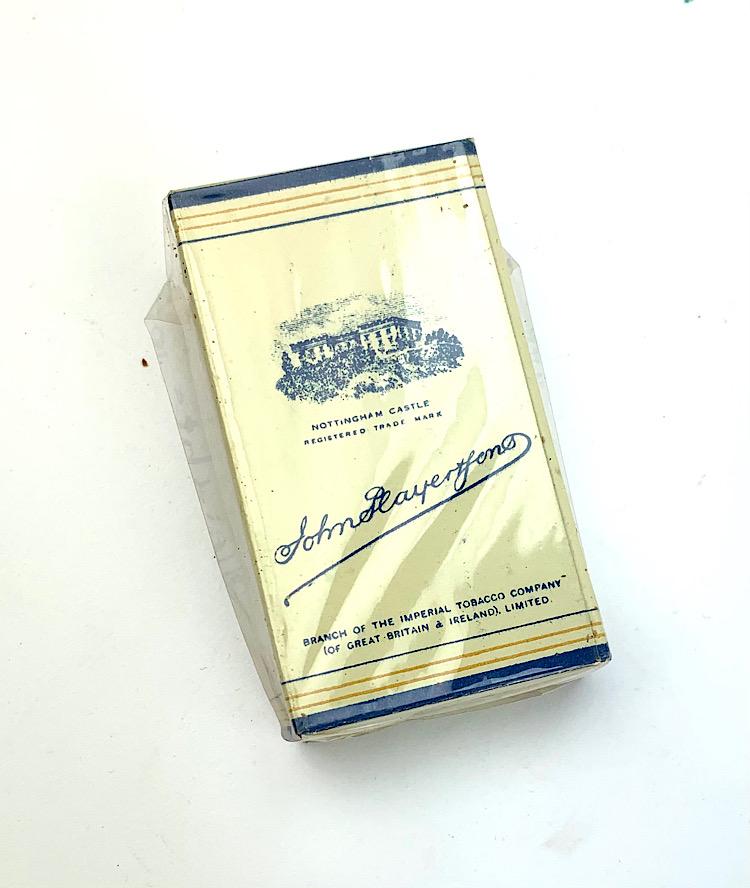 NOTTINGHAM CASTLE
REGISTERED TRADE MARK
John Player & Sons
BRANCH OF THE IMPERIAL TOBACCO COMPANY
(OF GREAT BRITAIN & IRELAND), LIMITED.